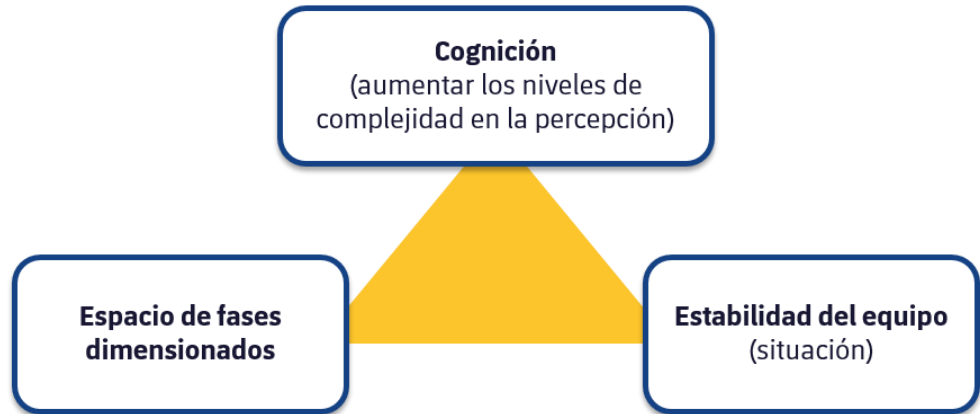 Cognición
(aumentar los niveles de
complejidad en la percepción)
Espacio de fases
dimensionados
Estabilidad del equipo
(situación)